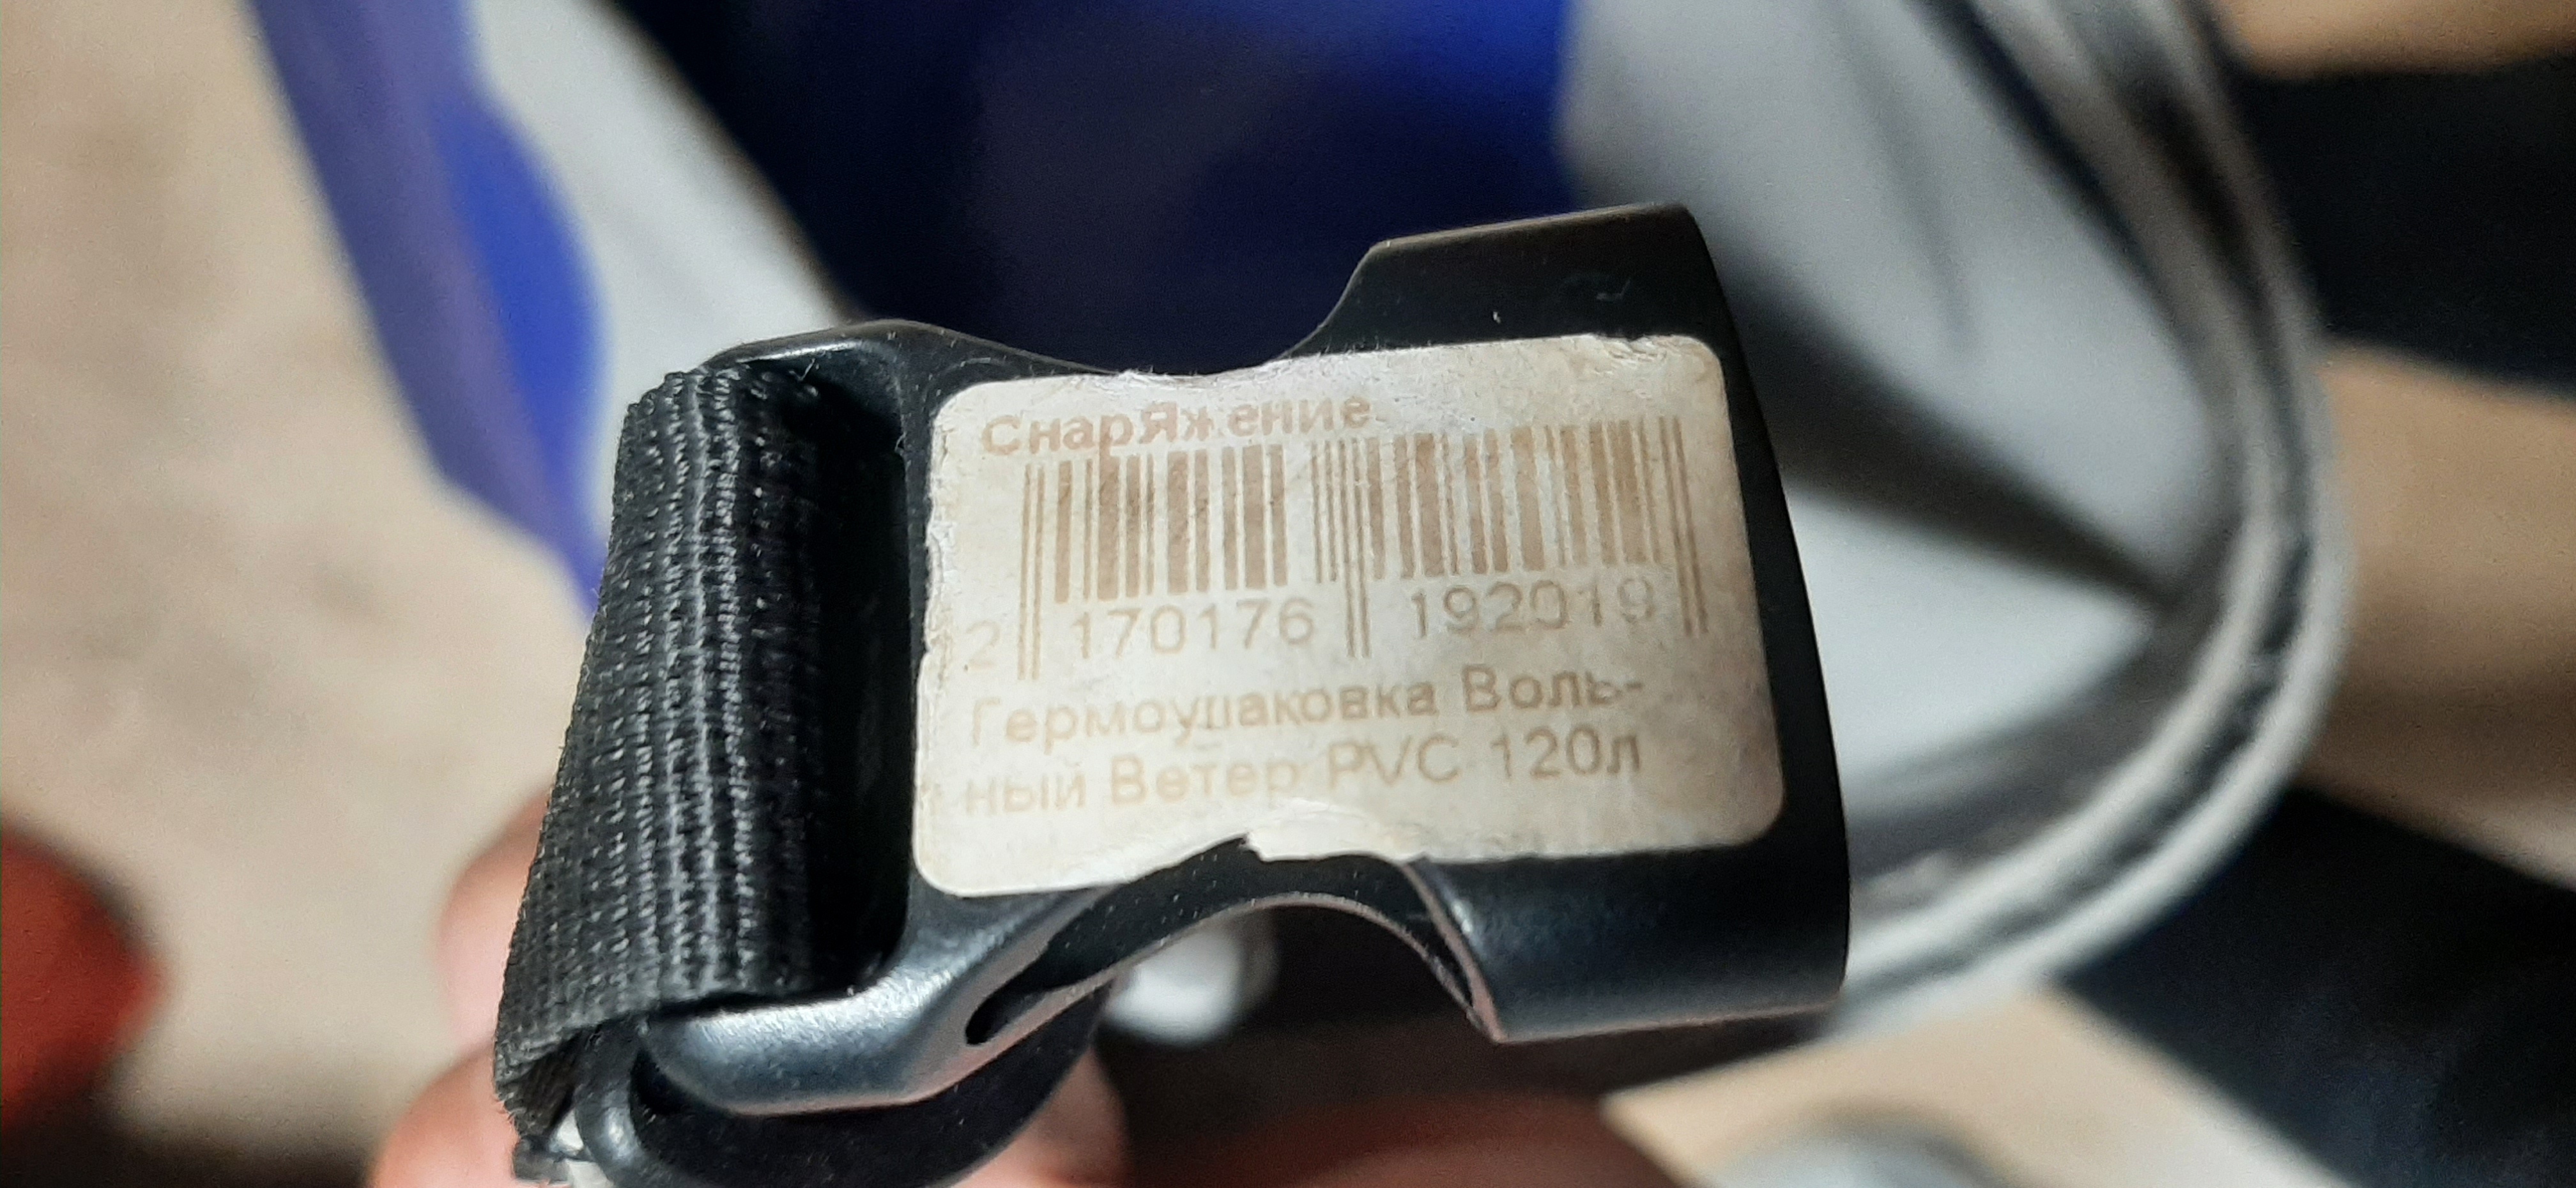 СнарЯжение
2 170176 192019
Гермоупаковка Воль-
ный Ветер PVC 120л